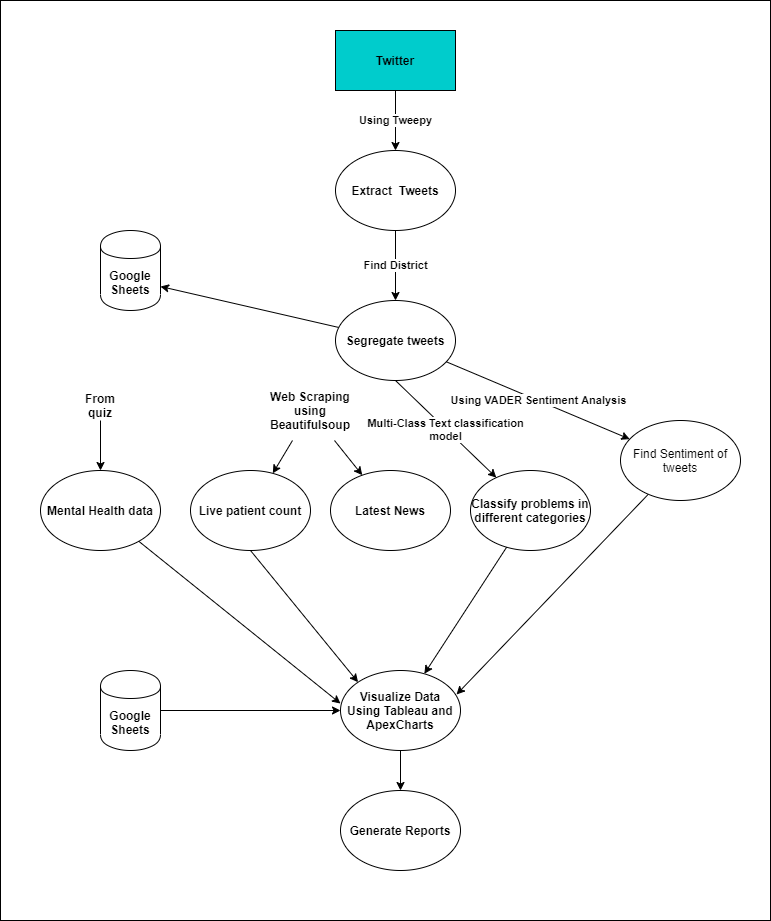 Twitter
Using Tweepy
Extract Tweets
Find District
Google
Sheets
Segregate tweets
From
quiz
Web Scraping
using
Beautifulsoup
Using VADER Sentiment Analysis
Multi-Class Text classification
model
Find Sentiment of
tweets
Mental Health data
Live patient count
Latest News
Classify problems in
different categories
Google
Sheets
Visualize Data
Using Tableau and
ApexCharts
Generate Reports